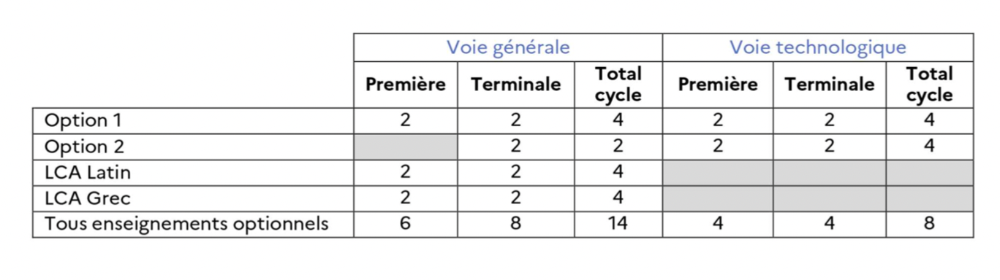 Voie générale Voie technologique
Première Terminale Total cycle Première Terminale Total cycle
Option 1 2 2 4 2 2 4
Option 2 2 2 2 2 4
LCA Latin 2 2 4
LCA Grec 2 2 4
Tous enseignements optionnels 6 8 14 4 4 8